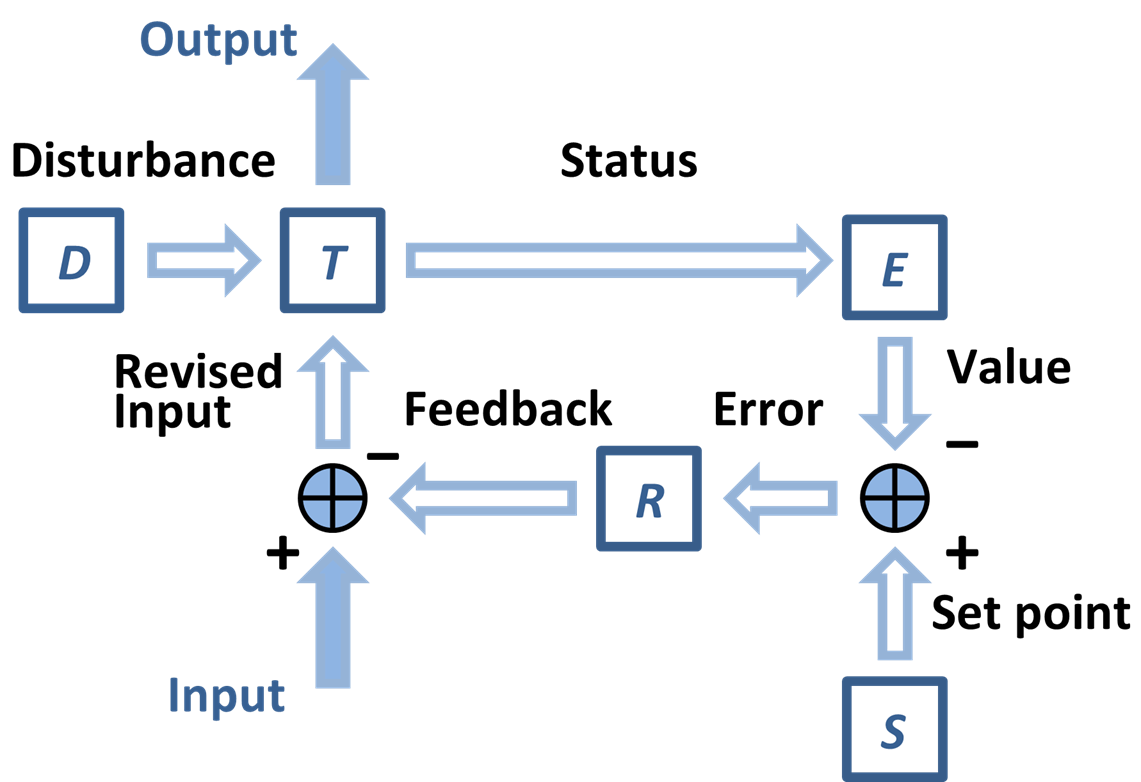 Output
Disturbance
Status
D
T
E
Revised
Input
Value
Feedback
Error
−
−
R
+
+
Set point
Input
S